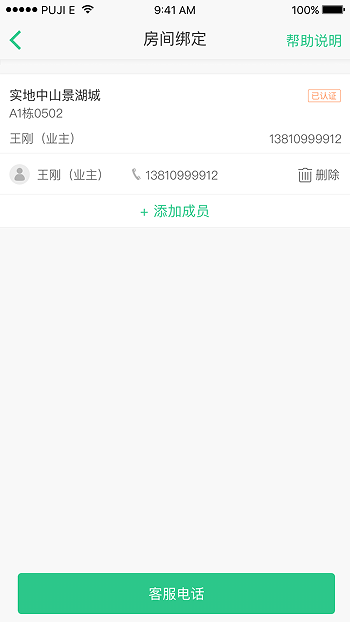 PUJI E 9:41 AM 100%
房间绑定 帮助说明
实地中山景湖城 已认证
A1栋0502
王刚（业主） 13810999912
王刚（业主） 13810999912 删除
+ 添加成员
客服电话